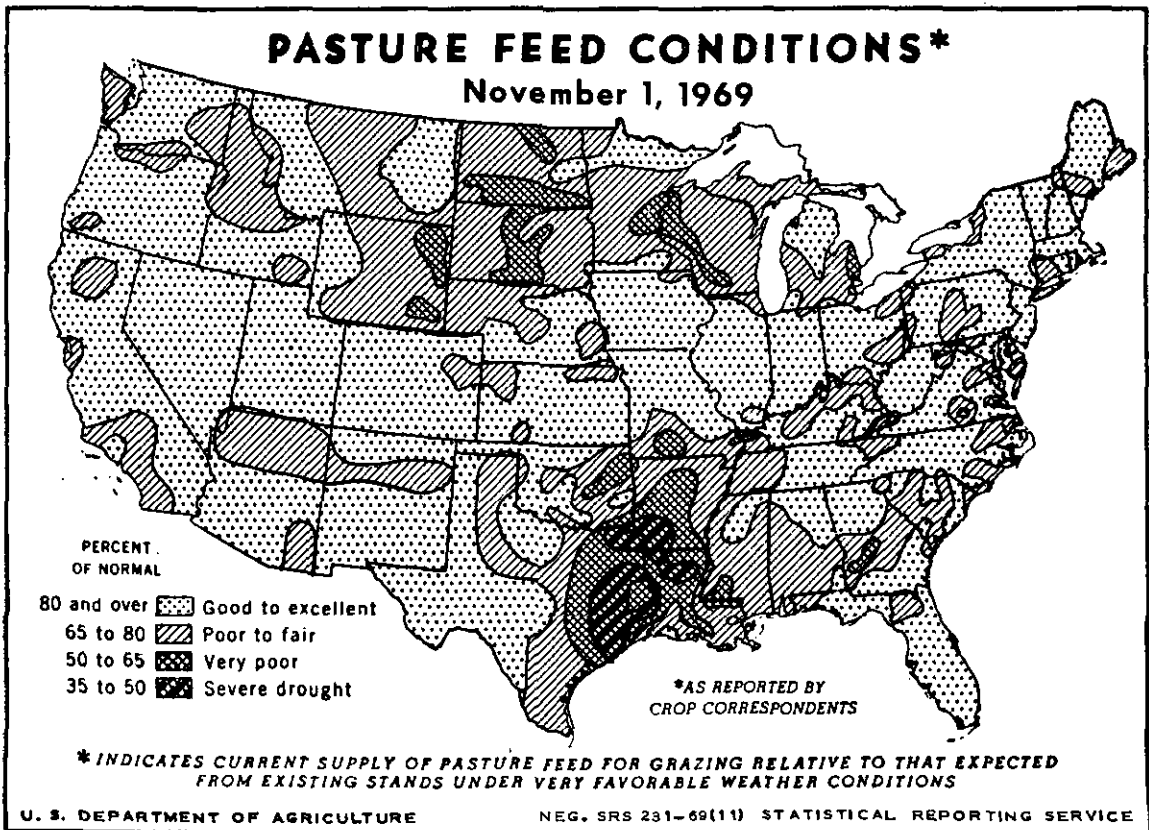 PASTURE FEED CONDITIONS*
November 1, 1969
PERCENT
OF NORMAL
80 and over Good to excellent
65 to 80 Poor to fair
50 to 65 Very poor
35 to 50 Severe drought
*AS REPORTED BY
CROP CORRESPONDENTS
* INDICATES CURRENT SUPPLY OF PASTURE FEED FOR GRAZING RELATIVE TO THAT EXPECTED
FROM EXISTING STANDS UNDER VERY FAVORABLE WEATHER CONDITIONS
U. S. DEPARTMENT OF AGRICULTURE NEG. SRS 231-69(11) STATISTICAL REPORTING SERVICE